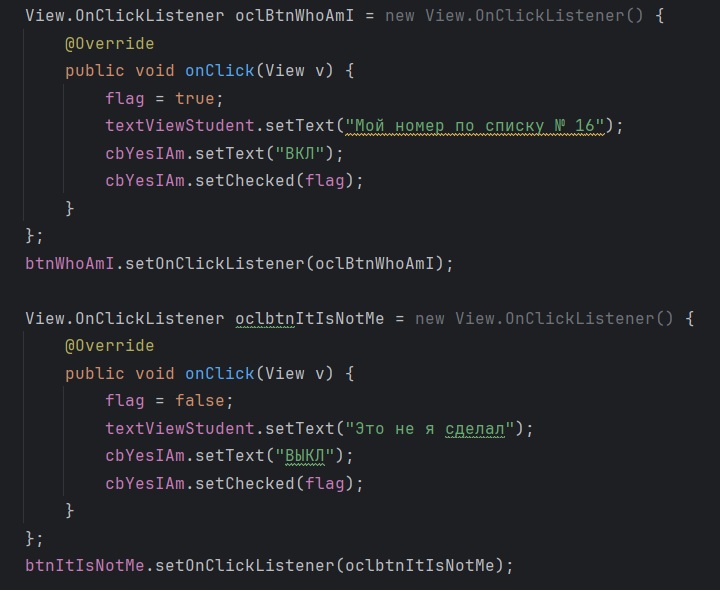 View.OnClickListener oclBtnWhoAmI = new View.OnClickListener() {
    @Override
    public void onClick(View v) {
        flag = true;
        textViewStudent.setText("Мой номер по списку № 16");
        cbYesIAm.setText("ВКЛ");
        cbYesIAm.setChecked(flag);
    }
};
btnWhoAmI.setOnClickListener(oclBtnWhoAmI);

View.OnClickListener oclbtnItIsNotMe = new View.OnClickListener() {
    @Override
    public void onClick(View v) {
        flag = false;
        textViewStudent.setText("Это не я сделал");
        cbYesIAm.setText("ВЫКЛ");
        cbYesIAm.setChecked(flag);
    }
};
btnItIsNotMe.setOnClickListener(oclbtnItIsNotMe);